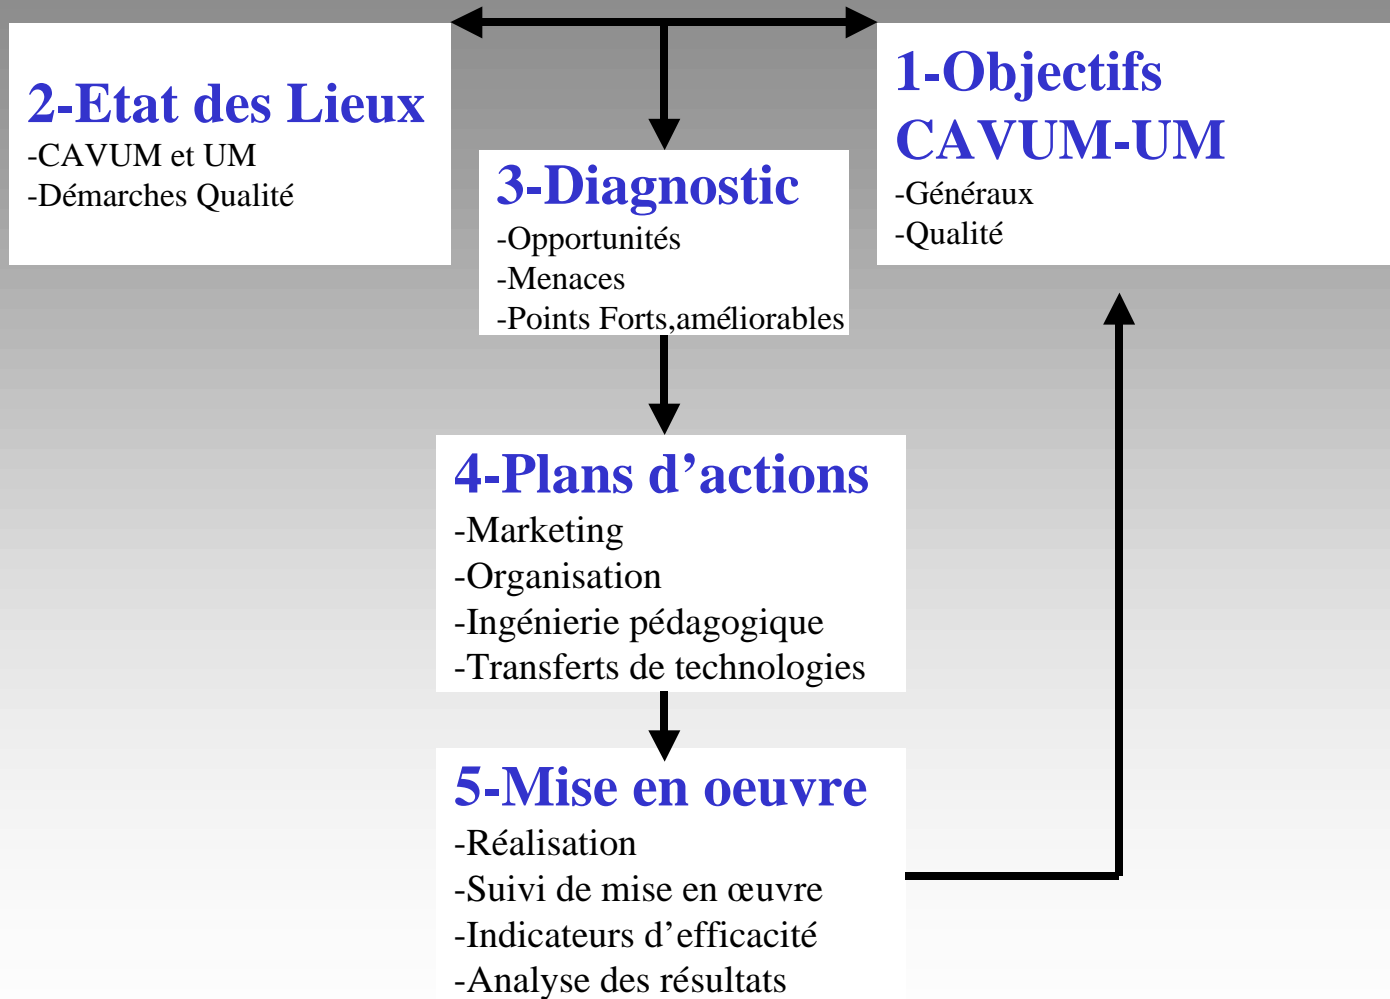 2-Etat des Lieux
-CAVUM et UM
-Démarches Qualité
1-Objectifs
CAVUM-UM
-Généraux
-Qualité
3-Diagnostic
-Opportunités
-Menaces
-Points Forts,améliorables
4-Plans d’actions
-Marketing
-Organisation
-Ingénierie pédagogique
-Transferts de technologies
5-Mise en oeuvre
-Réalisation
-Suivi de mise en œuvre
-Indicateurs d’efficacité
-Analyse des résultats